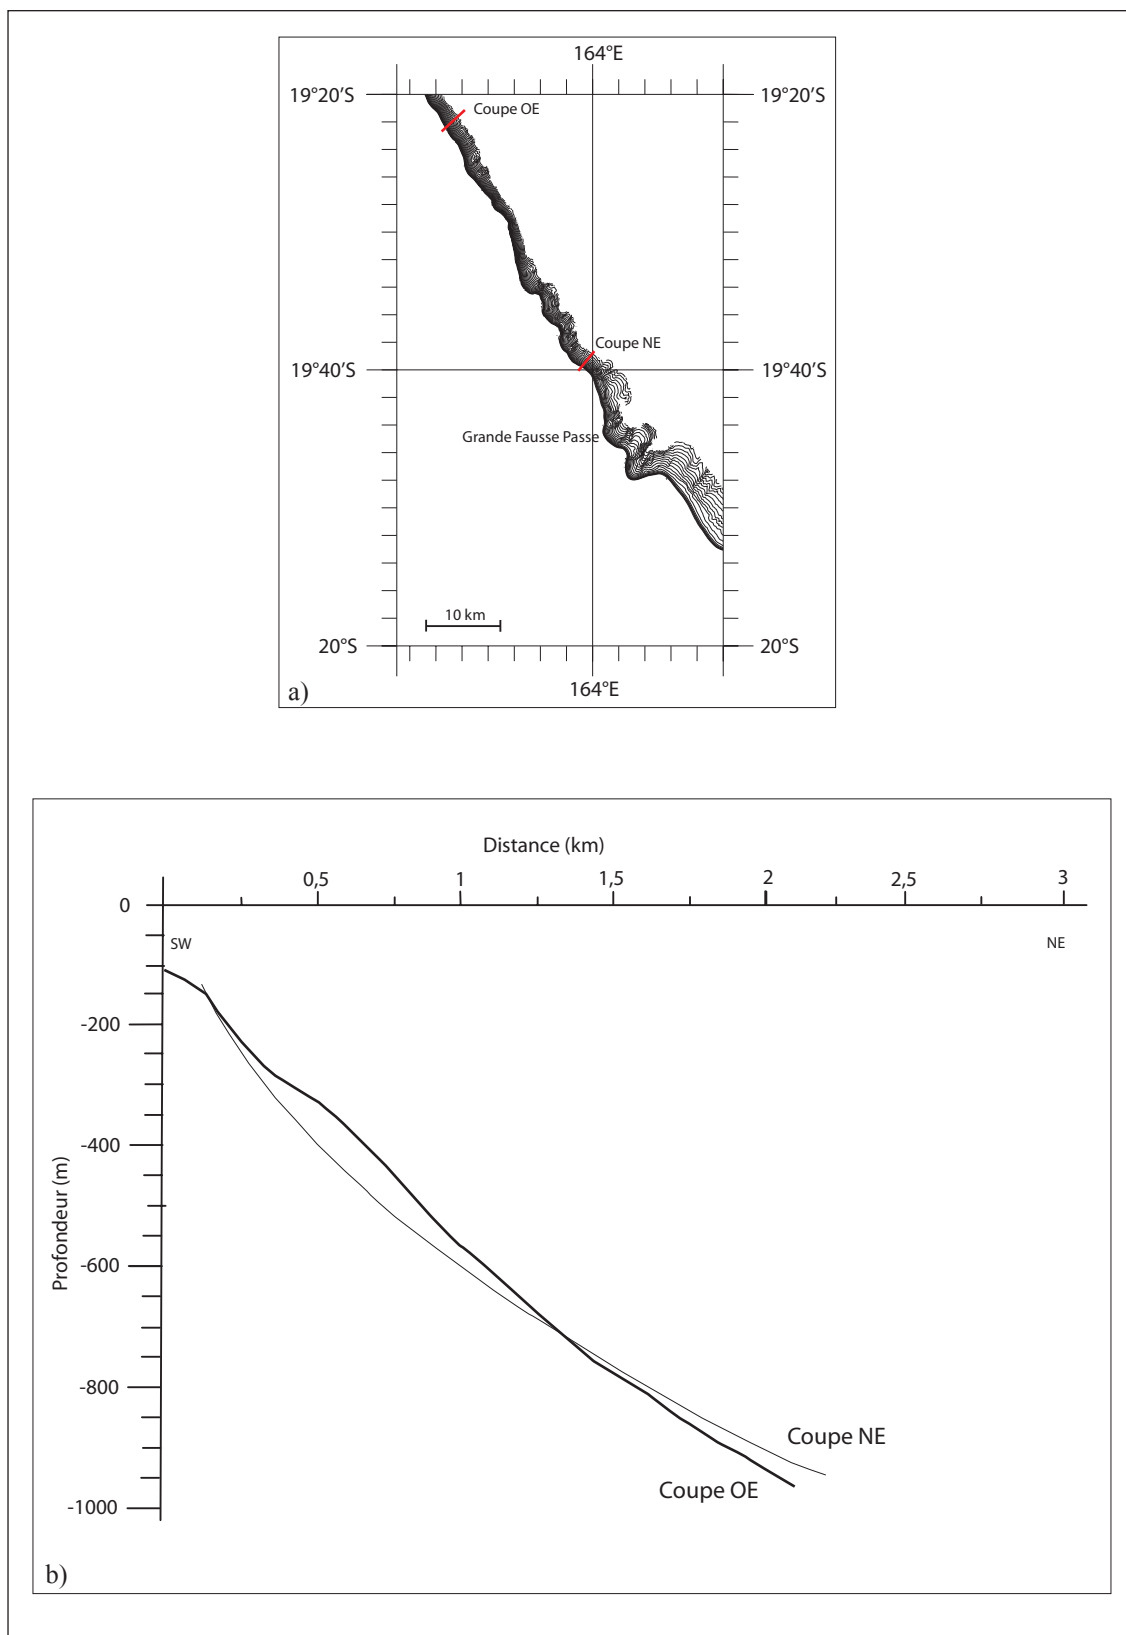 164°E
19°20'S 19°20'S
Coupe OE
Coupe NE
19°40'S 19°40'S
Grande Fausse Passe
10 km
20°S 20°S
a) 164°E
Distance (km)
0,5 1 1,5 2 2,5 3
0
SW NE
-200
-400
Profondeur (m)
-600
-800
Coupe NE
Coupe OE
-1000
b)